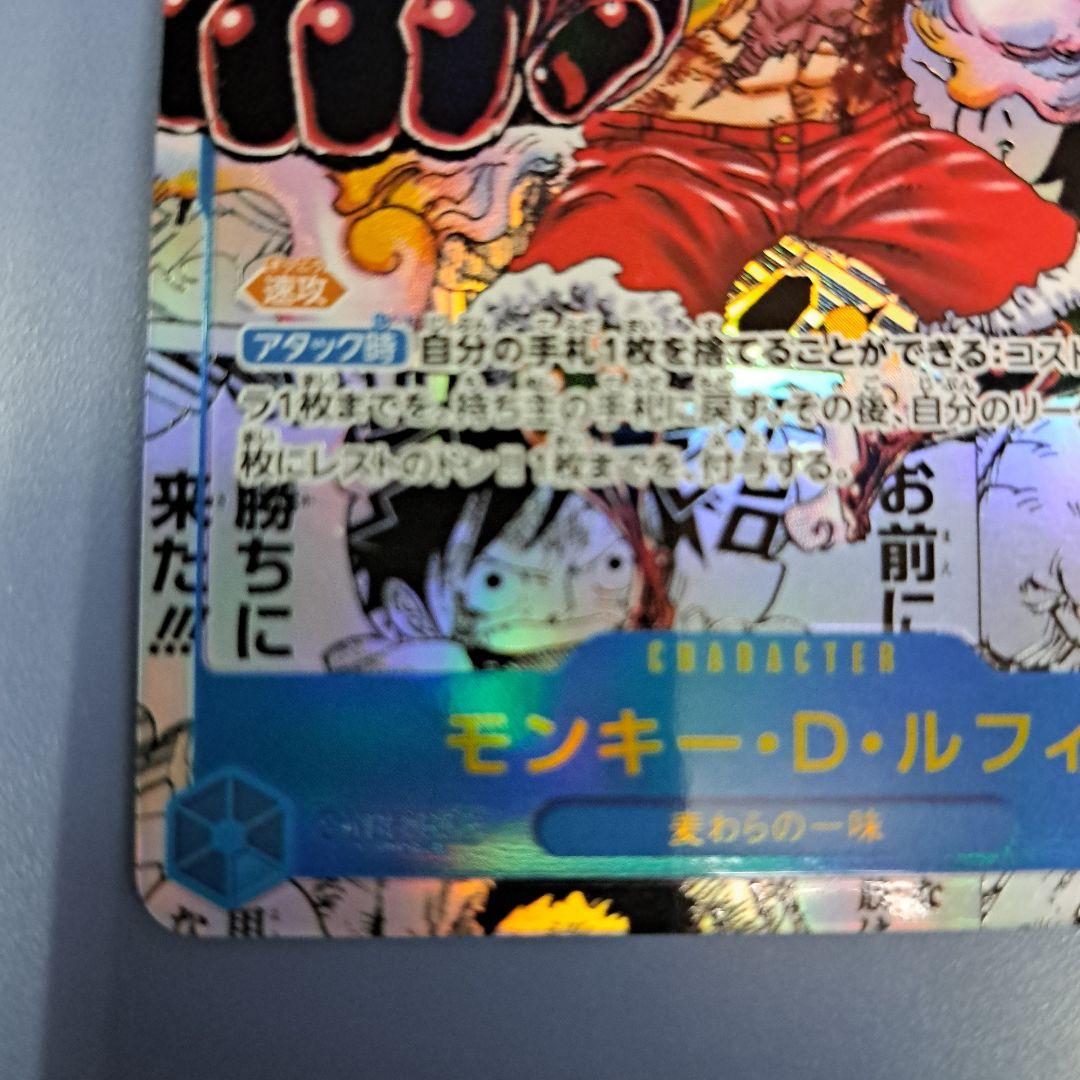 速攻
アタック時 自分の手札1枚を捨てることができる:コスト
ラ1枚までを、持ち主の手札に戻す。その後、自分のリー
枚にレストのドン!!1枚までを、付与する。
お前に
勝ちに
来た!!!
CHARACTER
モンキー・D・ルフィ
麦わらの一味